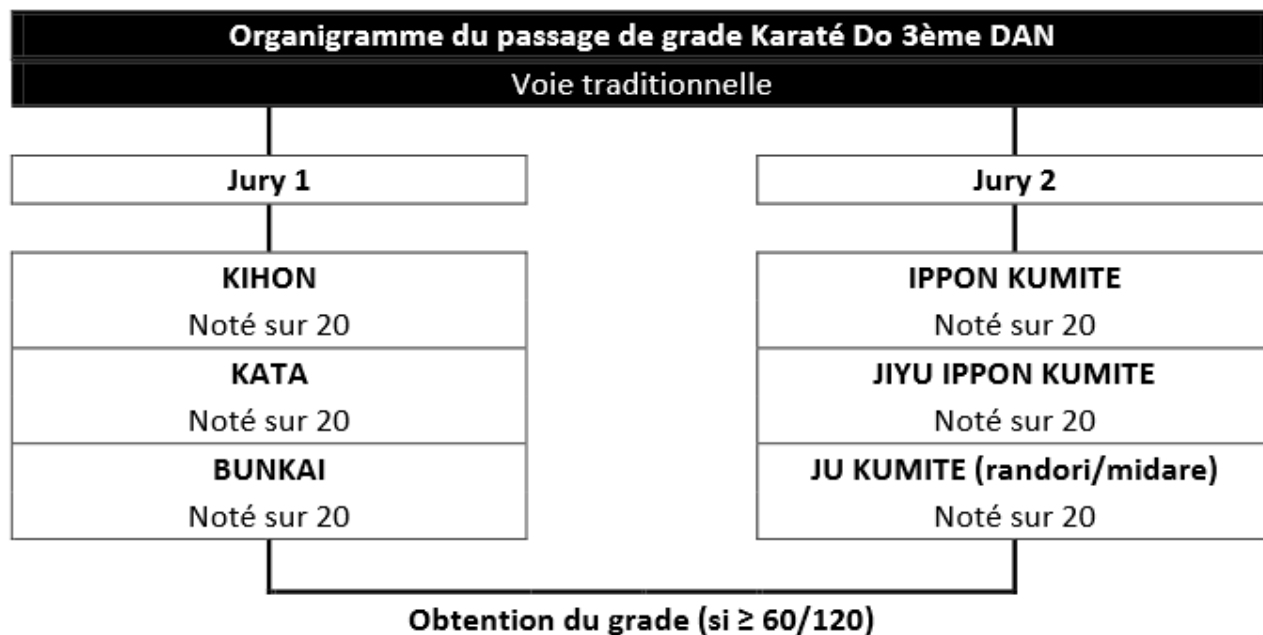 Organigramme du passage de grade Karaté Do 3ème DAN
Voie traditionnelle
Jury 1
KIHON
Noté sur 20
KATA
Noté sur 20
BUNKAI
Noté sur 20
Jury 2
IPPON KUMITE
Noté sur 20
JIYU IPPON KUMITE
Noté sur 20
JU KUMITE (randori/midare)
Noté sur 20
Obtention du grade (si ≥ 60/120)